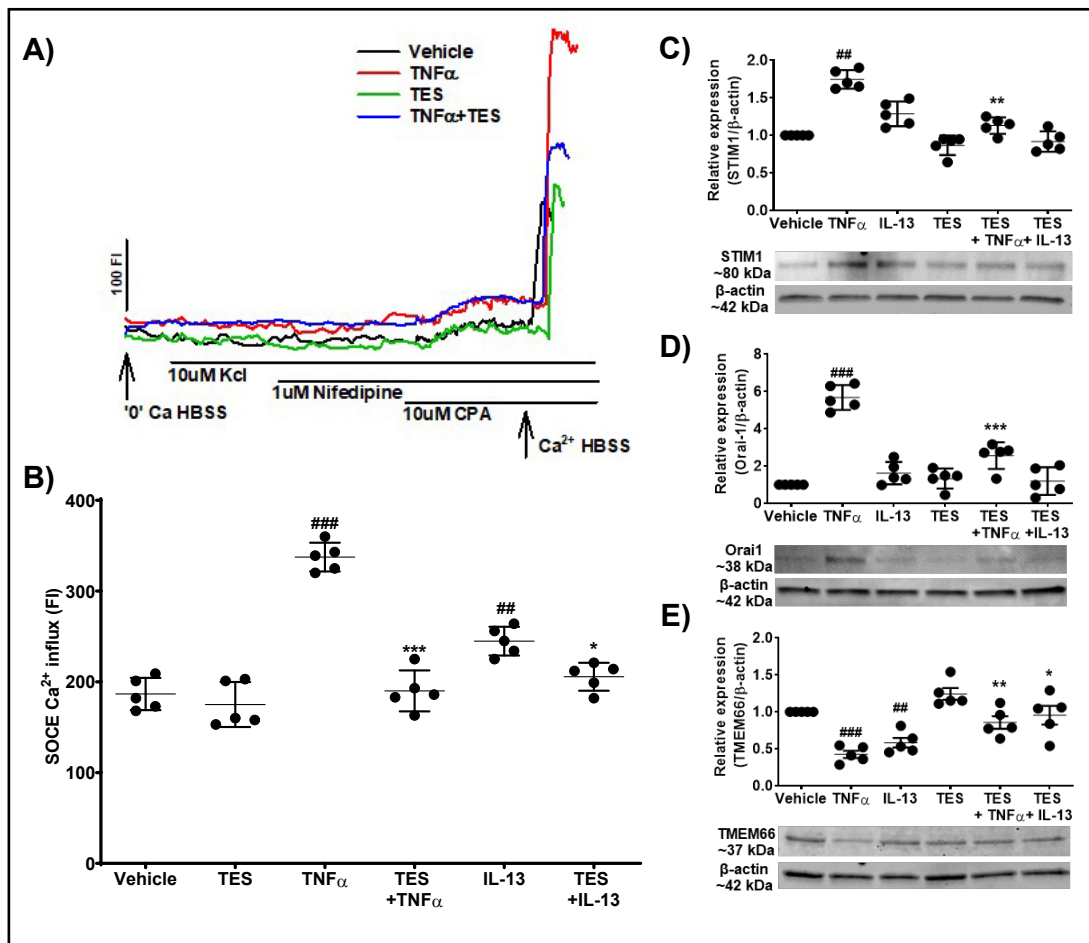 A)
Vehicle
TNFα
TES
TNFα+TES
100 FI
10uM Kcl
1uM Nifedipine
10uM CPA
'0' Ca HBSS
Ca²⁺ HBSS
B)
SOCE Ca²⁺ influx (FI)
400
300
200
100
0
###
***
##
*
Vehicle
TES
TNFα
TES
+TNFα
IL-13
TES
+IL-13
C)
Relative expression
(STIM1/β-actin)
2.0
1.5
1.0
0.5
0.0
##
**
Vehicle TNFα IL-13 TES TES TES
+ TNFα + IL-13
STIM1
~80 kDa
β-actin
~42 kDa
D)
Relative expression
(Orai-1/β-actin)
8
6
4
2
0
###
***
Vehicle TNFα IL-13 TES TES TES
+TNFα +IL-13
Orai1
~38 kDa
β-actin
~42 kDa
E)
Relative expression
(TMEM66/β-actin)
2.0
1.5
1.0
0.5
0.0
###
##
**
*
Vehicle TNFα IL-13 TES TES TES
+ TNFα + IL-13
TMEM66
~37 kDa
β-actin
~42 kDa